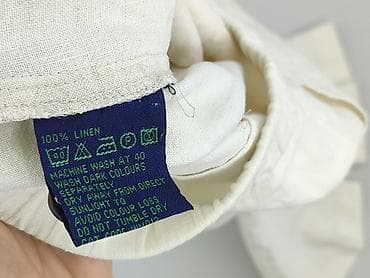 100% LINEN
40 P
MACHINE WASH AT 40
WASH DARK COLOURS
SEPARATELY
DRY AWAY FROM DIRECT
SUNLIGHT TO
AVOID COLOUR LOSS
DO NOT TUMBLE DRY